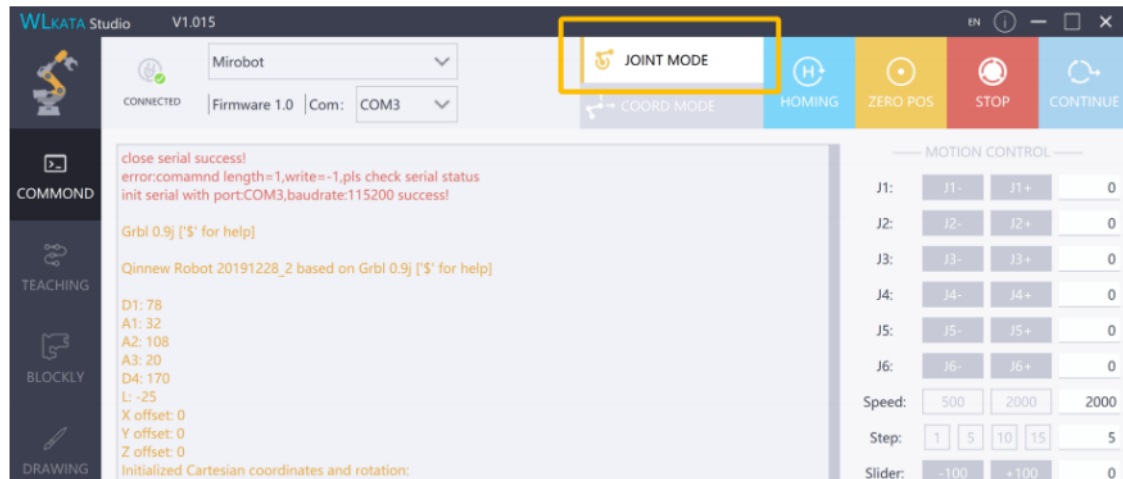 WLKATA Studio V1.015 EN
Mirobot
CONNECTED Firmware 1.0 Com: COM3
JOINT MODE
COORD MODE
HOMING ZERO POS STOP CONTINUE
COMMOND
TEACHING
BLOCKLY
DRAWING
close serial success!
error:comamnd length=1,write=-1,pls check serial status
init serial with port:COM3,baudrate:115200 success!
Grbl 0.9j ['$' for help]
Qinnew Robot 20191228_2 based on Grbl 0.9j ['$' for help]
D1: 78
A1: 32
A2: 108
A3: 20
D4: 170
L: -25
X offset: 0
Y offset: 0
Z offset: 0
Initialized Cartesian coordinates and rotation:
MOTION CONTROL
J1: J1- J1+ 0
J2: J2- J2+ 0
J3: J3- J3+ 0
J4: J4- J4+ 0
J5: J5- J5+ 0
J6: J6- J6+ 0
Speed: 500 2000 2000
Step: 1 5 10 15 5
Slider: -100 +100 0